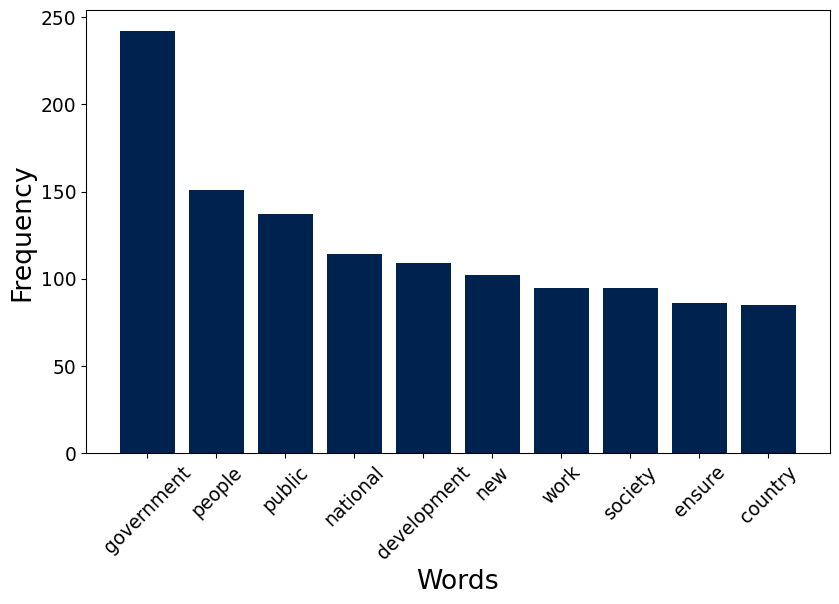 250
200
150
100
50
0
Frequency
government
people
public
national
development
new
work
society
ensure
country
Words